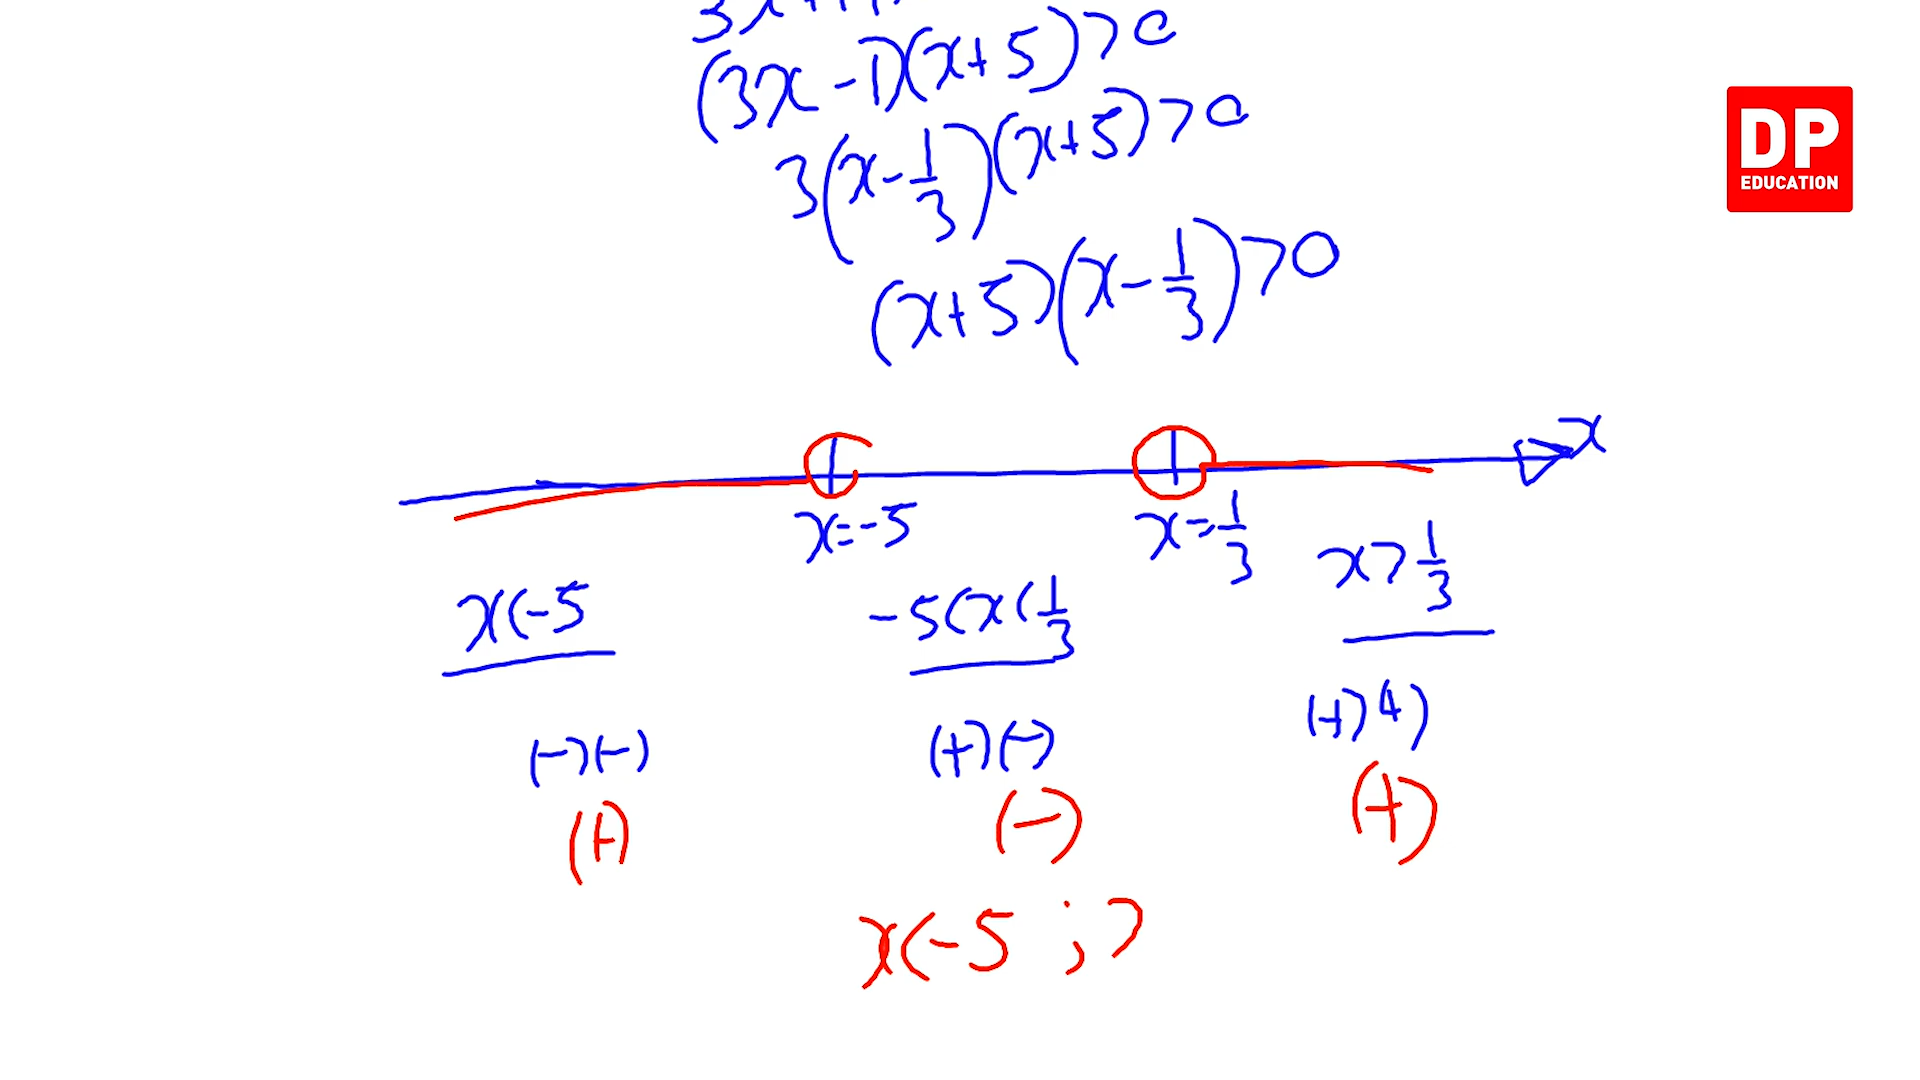 (3x-1)(x+5)>0
3(x-1/3)(x+5)>0
(x+5)(x-1/3)>0
DP
EDUCATION
x
x=-5
x=1/3
x<-5
-5<x<1/3
x>1/3
(-)(-)
(+)(-)
(+)(+)
(+)
(-)
(+)
x<-5 ;